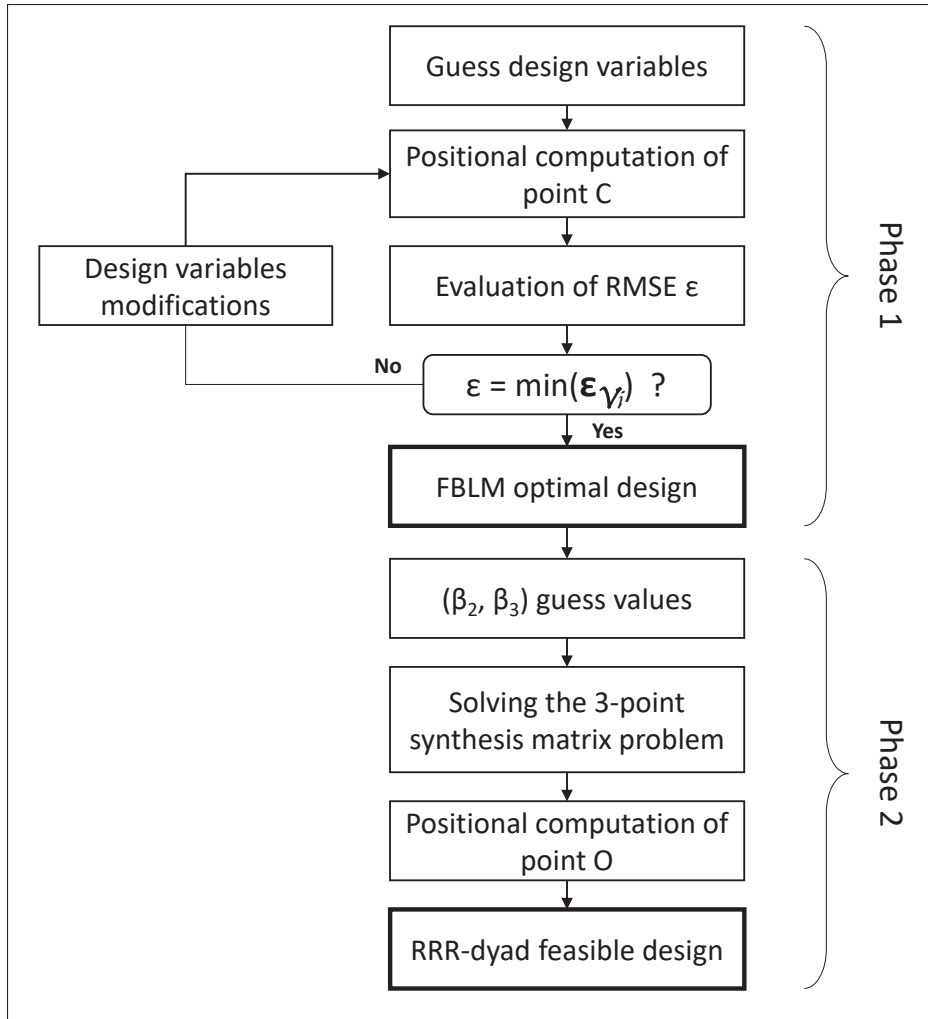 Guess design variables
Positional computation of
point C
Design variables
modifications
Evaluation of RMSE ε
No
ε = min(ε𝒱ⱼ) ?
Yes
FBLM optimal design
Phase 1
(β₂, β₃) guess values
Solving the 3-point
synthesis matrix problem
Positional computation of
point O
RRR-dyad feasible design
Phase 2